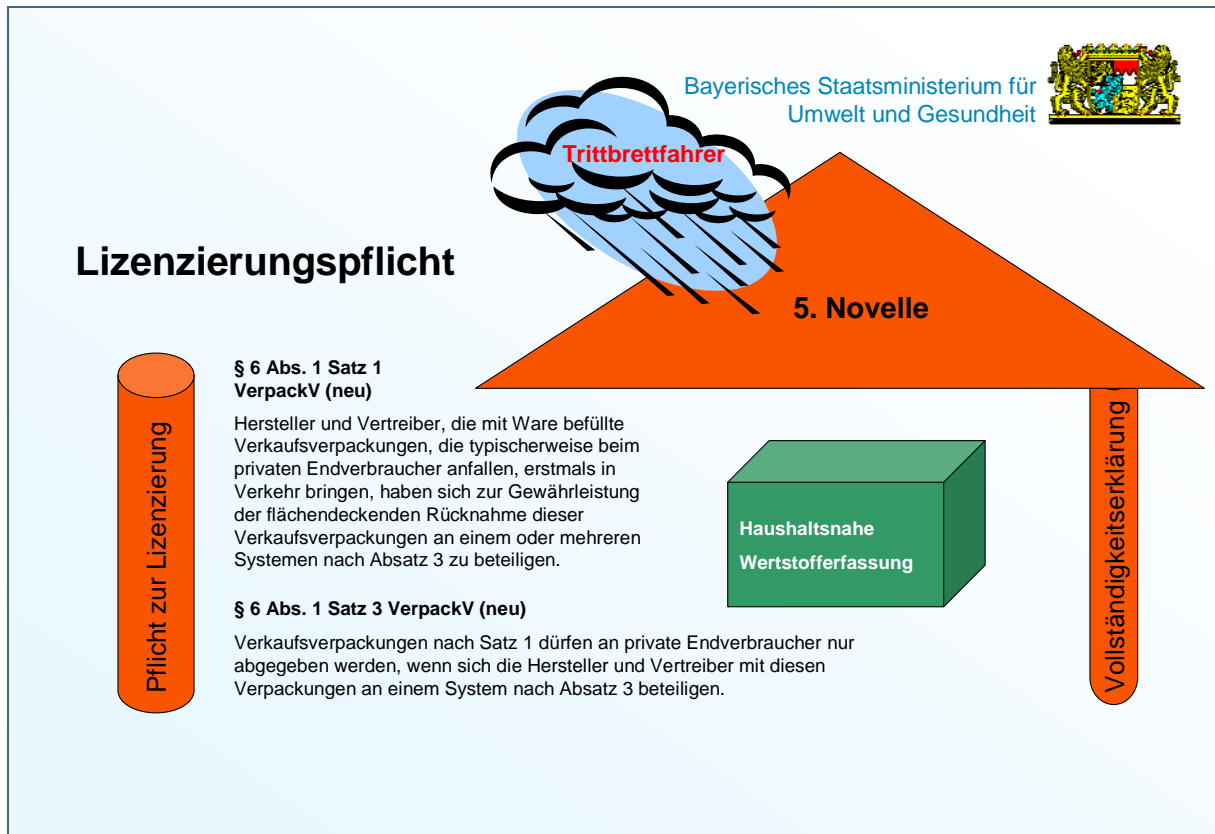 Bayerisches Staatsministerium für
Umwelt und Gesundheit
Trittbrettfahrer
Lizenzierungspflicht
5. Novelle
Pflicht zur Lizenzierung
§ 6 Abs. 1 Satz 1
VerpackV (neu)
Hersteller und Vertreiber, die mit Ware befüllte
Verkaufsverpackungen, die typischerweise beim
privaten Endverbraucher anfallen, erstmals in
Verkehr bringen, haben sich zur Gewährleistung
der flächendeckenden Rücknahme dieser
Verkaufsverpackungen an einem oder mehreren
Systemen nach Absatz 3 zu beteiligen.
§ 6 Abs. 1 Satz 3 VerpackV (neu)
Verkaufsverpackungen nach Satz 1 dürfen an private Endverbraucher nur
abgegeben werden, wenn sich die Hersteller und Vertreiber mit diesen
Verpackungen an einem System nach Absatz 3 beteiligen.
Haushaltsnahe
Wertstofferfassung
Vollständigkeitserklärung